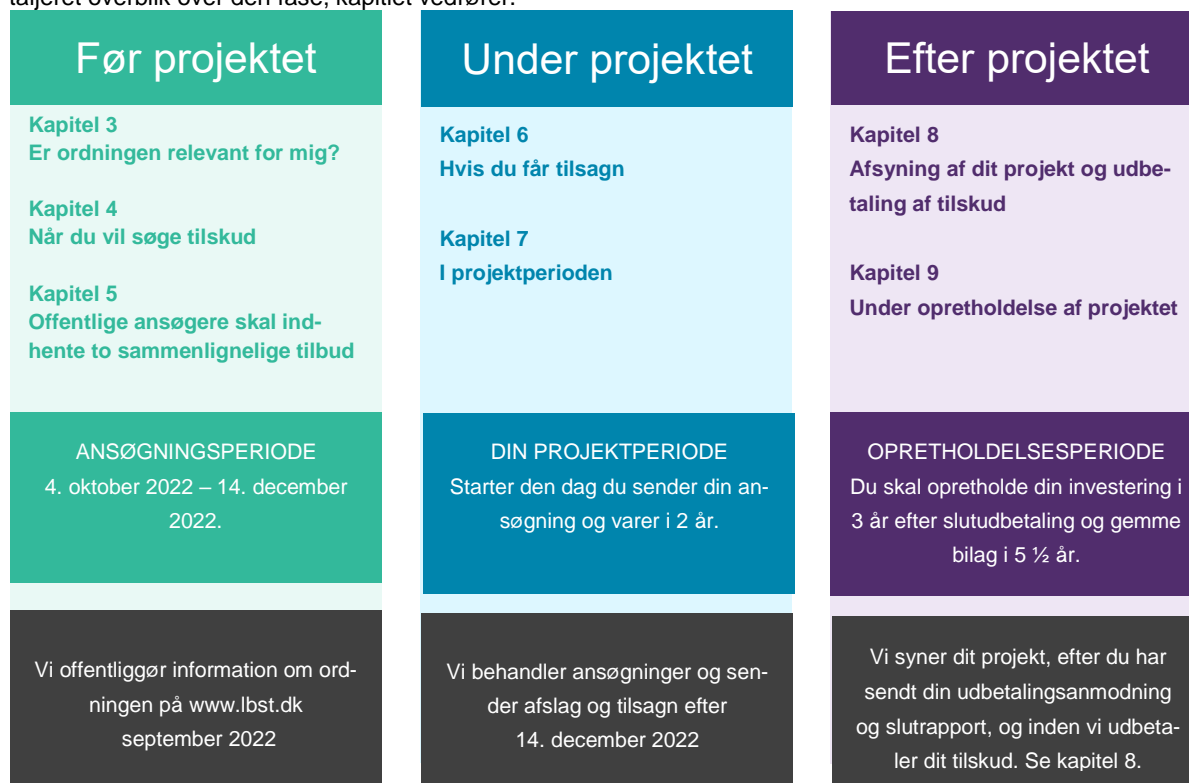 taljeret overblik over den fase, kapitlet vedrører.
Før projektet
Kapitel 3
Er ordningen relevant for mig?
Kapitel 4
Når du vil søge tilskud
Kapitel 5
Offentlige ansøgere skal ind-
hente to sammenlignelige tilbud
ANSØGNINGSPERIODE
4. oktober 2022 – 14. december
2022.
Vi offentliggør information om ord-
ningen på www.lbst.dk
september 2022
Under projektet
Kapitel 6
Hvis du får tilsagn
Kapitel 7
I projektperioden
DIN PROJEKTPERIODE
Starter den dag du sender din an-
søgning og varer i 2 år.
Vi behandler ansøgninger og sen-
der afslag og tilsagn efter
14. december 2022
Efter projektet
Kapitel 8
Afsyning af dit projekt og udbe-
taling af tilskud
Kapitel 9
Under opretholdelse af projektet
OPRETHOLDELSESPERIODE
Du skal opretholde din investering i
3 år efter slutudbetaling og gemme
bilag i 5 ½ år.
Vi syner dit projekt, efter du har
sendt din udbetalingsanmodning
og slutrapport, og inden vi udbeta-
ler dit tilskud. Se kapitel 8.